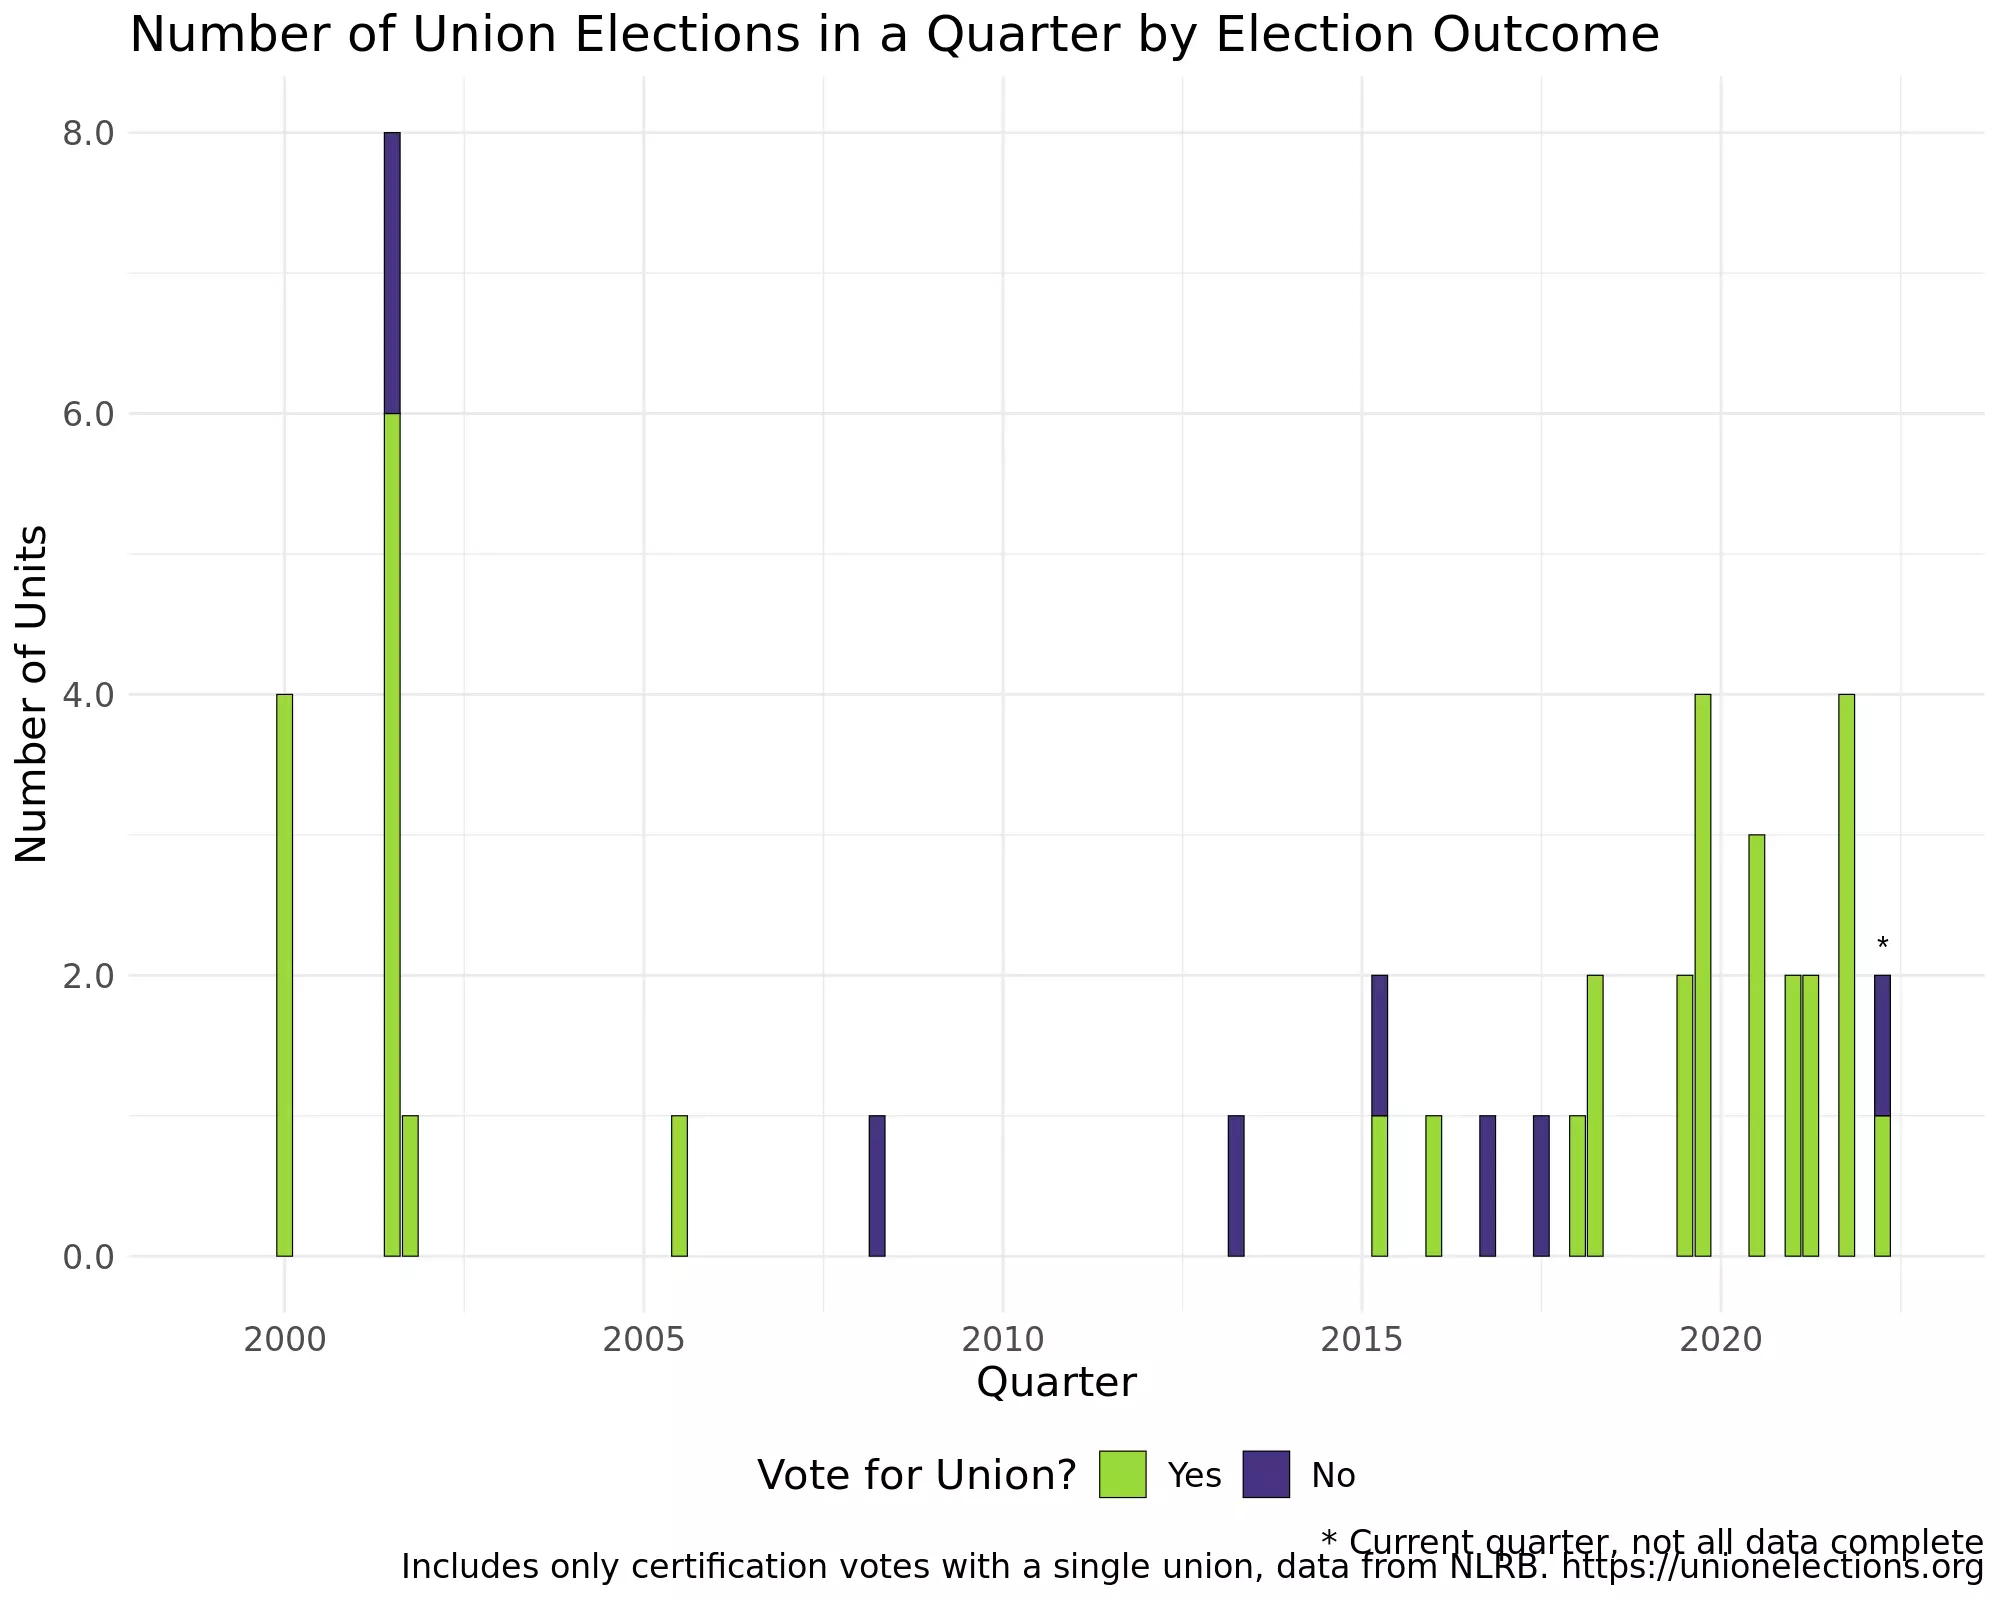 Number of Union Elections in a Quarter by Election Outcome
8.0
6.0
4.0
2.0
0.0
Number of Units
*
2000 2005 2010 2015 2020
Quarter
Vote for Union? Yes No
* Current quarter, not all data complete
Includes only certification votes with a single union, data from NLRB. https://unionelections.org